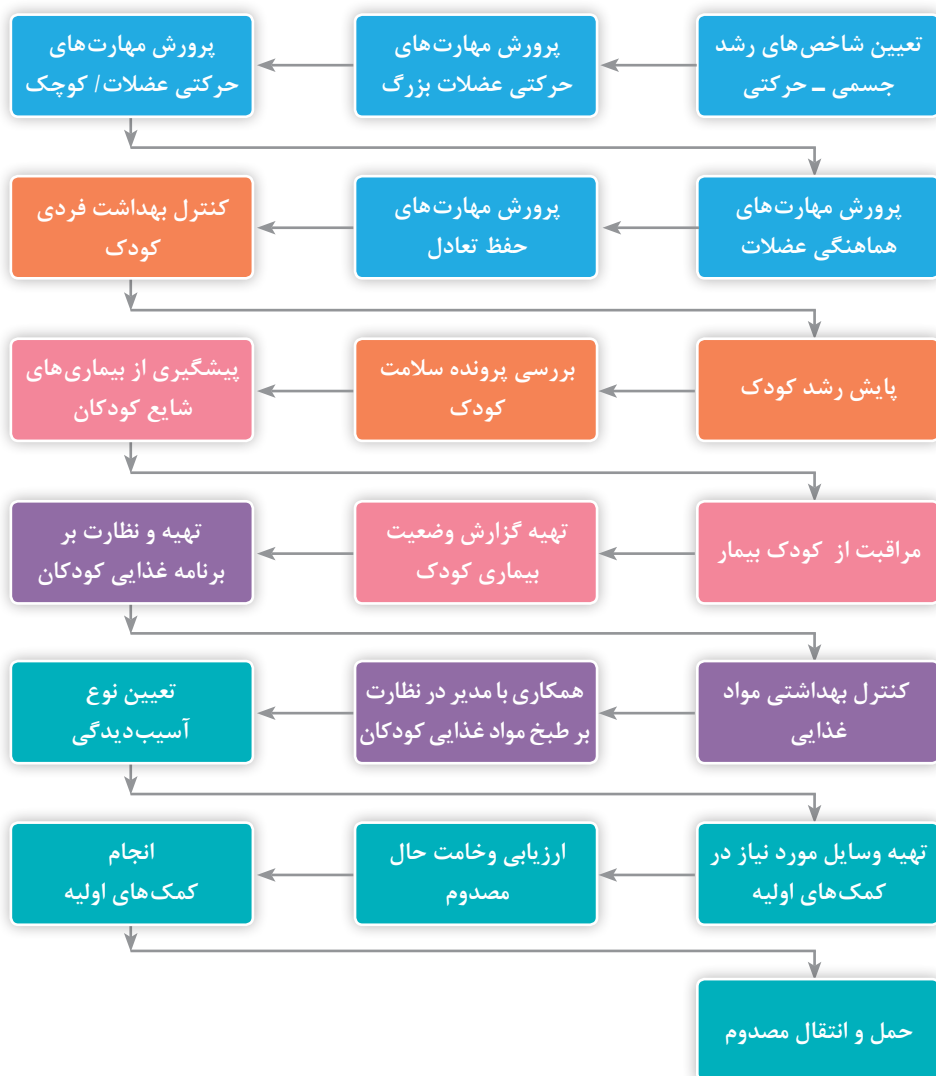 تعیین شاخص‌های رشد
جسمی ــ حرکتی
پرورش مهارت‌های
حرکتی عضلات بزرگ
پرورش مهارت‌های
حرکتی عضلات/ کوچک
پرورش مهارت‌های
هماهنگی عضلات
پرورش مهارت‌های
حفظ تعادل
کنترل بهداشت فردی
کودک
پایش رشد کودک
بررسی پرونده سلامت
کودک
پیشگیری از بیماری‌های
شایع کودکان
مراقبت از کودک بیمار
تهیه گزارش وضعیت
بیماری کودک
تهیه و نظارت بر
برنامه غذایی کودکان
کنترل بهداشتی مواد
غذایی
همکاری با مدیر در نظارت
بر طبخ مواد غذایی کودکان
تعیین نوع
آسیب‌دیدگی
تهیه وسایل مورد نیاز در
کمک‌های اولیه
ارزیابی وخامت حال
مصدوم
انجام
کمک‌های اولیه
حمل و انتقال مصدوم